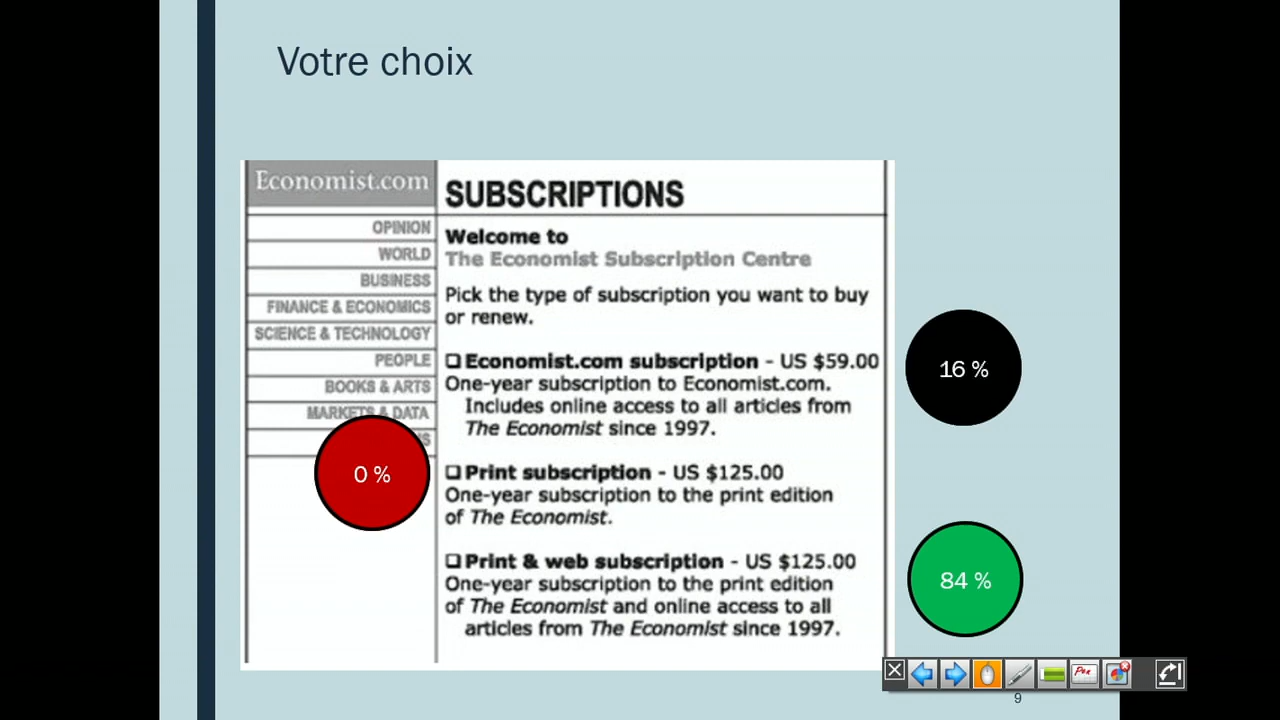 Votre choix
Economist.com
OPINION
WORLD
BUSINESS
FINANCE & ECONOMICS
SCIENCE & TECHNOLOGY
PEOPLE
BOOKS & ARTS
MARKETS & DATA
SUBSCRIPTIONS
Welcome to
The Economist Subscription Centre
Pick the type of subscription you want to buy
or renew.
Economist.com subscription - US $59.00
One-year subscription to Economist.com.
Includes online access to all articles from
The Economist since 1997.
16 %
Print subscription - US $125.00
One-year subscription to the print edition
of The Economist.
0 %
Print & web subscription - US $125.00
One-year subscription to the print edition
of The Economist and online access to all
articles from The Economist since 1997.
84 %
Pen
9